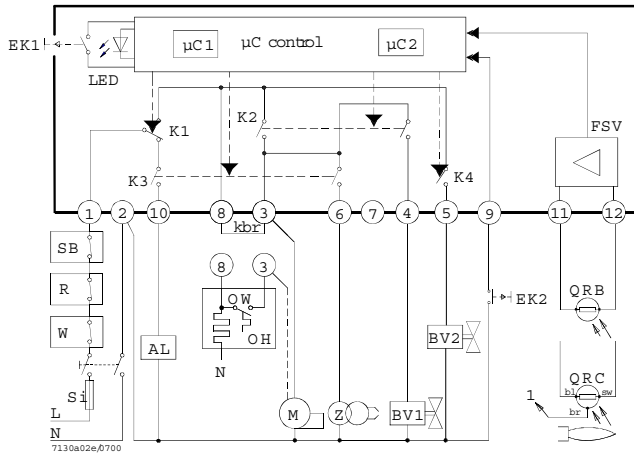 EK1
LED
µC1
µC control
µC2
FSV
K1
K2
K3
K4
1
2
10
8
3
6
7
4
5
9
11
12
kbr
SB
R
W
Si
L
N
AL
8
3
OW
OH
N
M
Z
BV1
BV2
EK2
QRB
QRC
bl
sw
br
1
7130a02e/0700